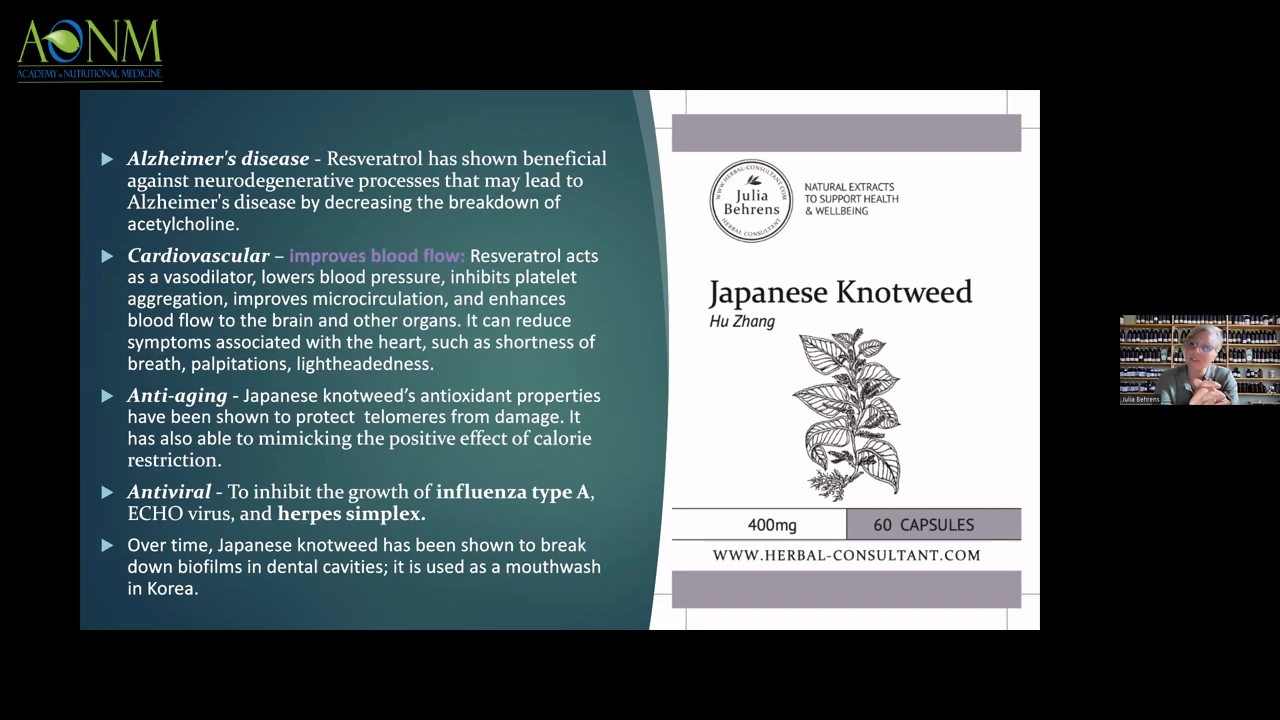 AONM
ACADEMY of NUTRITIONAL MEDICINE
Alzheimer's disease - Resveratrol has shown beneficial
against neurodegenerative processes that may lead to
Alzheimer's disease by decreasing the breakdown of
acetylcholine.
Cardiovascular – improves blood flow: Resveratrol acts
as a vasodilator, lowers blood pressure, inhibits platelet
aggregation, improves microcirculation, and enhances
blood flow to the brain and other organs. It can reduce
symptoms associated with the heart, such as shortness of
breath, palpitations, lightheadedness.
Anti-aging - Japanese knotweed's antioxidant properties
have been shown to protect telomeres from damage. It
has also able to mimicking the positive effect of calorie
restriction.
Antiviral - To inhibit the growth of influenza type A,
ECHO virus, and herpes simplex.
Over time, Japanese knotweed has been shown to break
down biofilms in dental cavities; it is used as a mouthwash
in Korea.
WWW.HERBAL-CONSULTANT.COM
Julia
Behrens
HERBAL CONSULTANT
NATURAL EXTRACTS
TO SUPPORT HEALTH
& WELLBEING
Japanese Knotweed
Hu Zhang
400mg
60 CAPSULES
WWW.HERBAL-CONSULTANT.COM
Julia Behrens